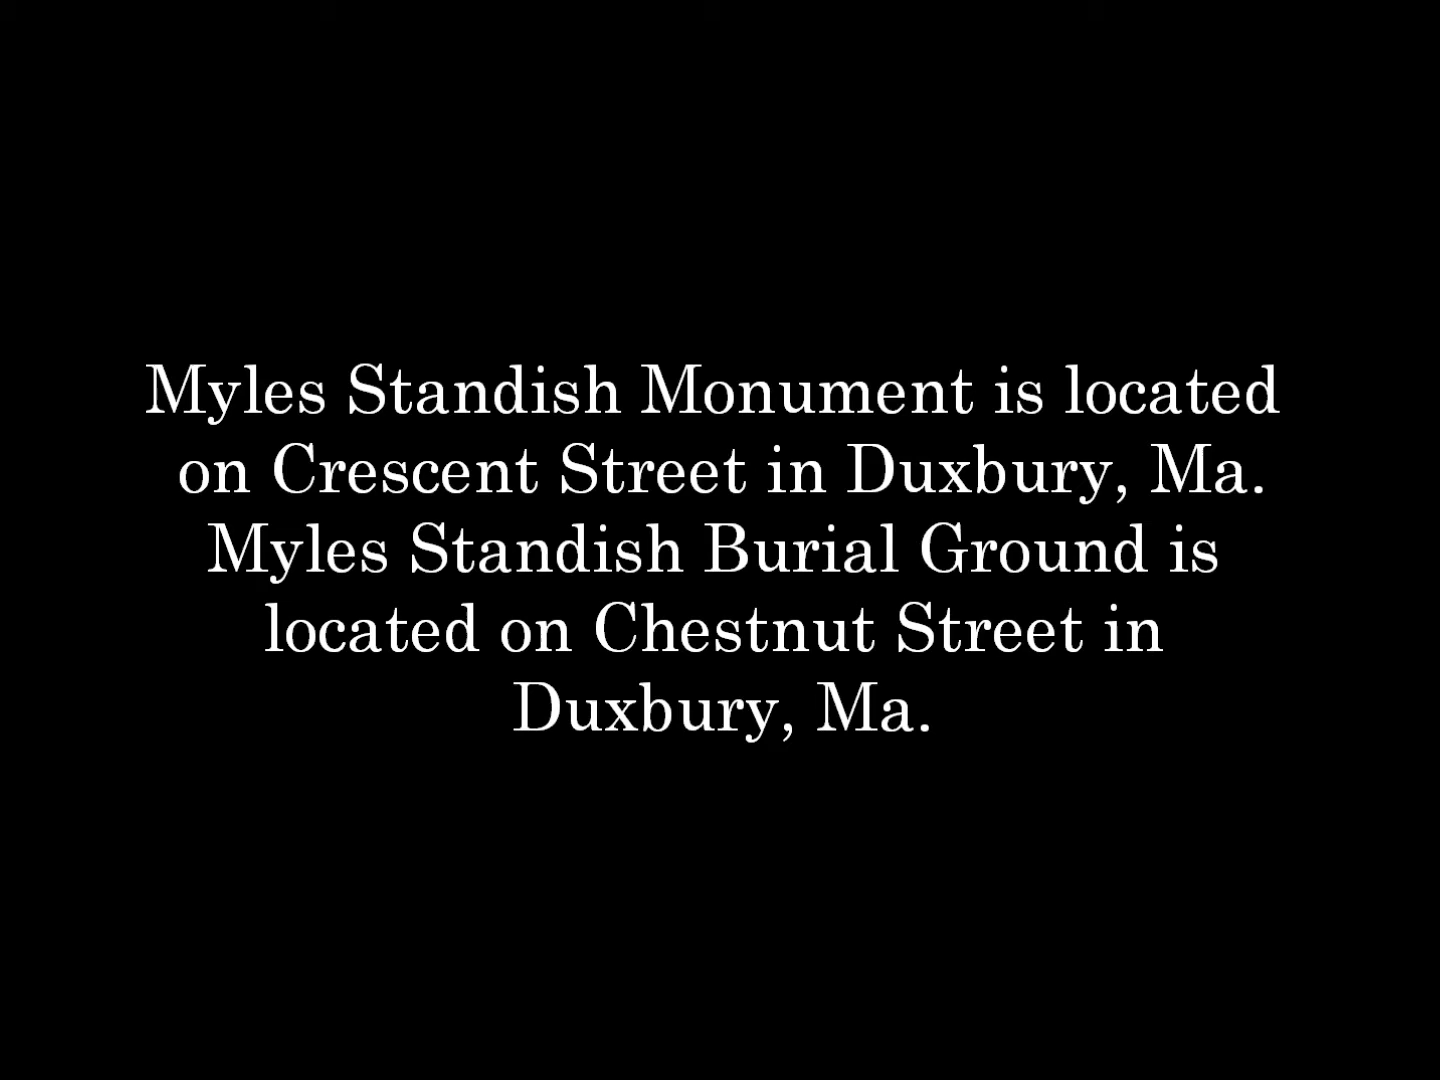 Myles Standish Monument is located
on Crescent Street in Duxbury, Ma.
Myles Standish Burial Ground is
located on Chestnut Street in
Duxbury, Ma.